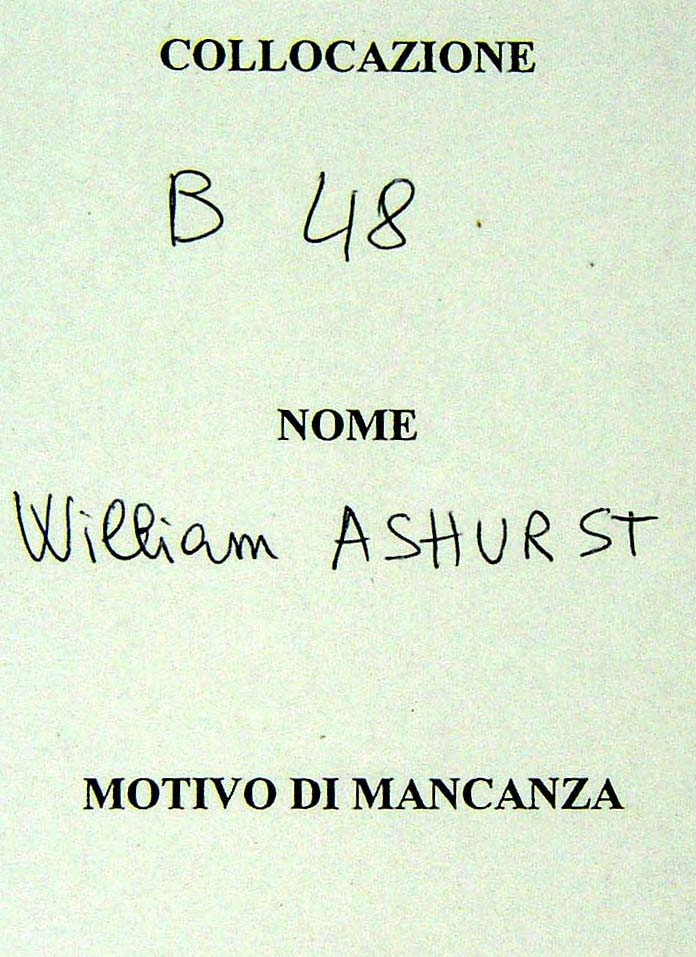 COLLOCAZIONE
B 48
NOME
William ASHURST
MOTIVO DI MANCANZA